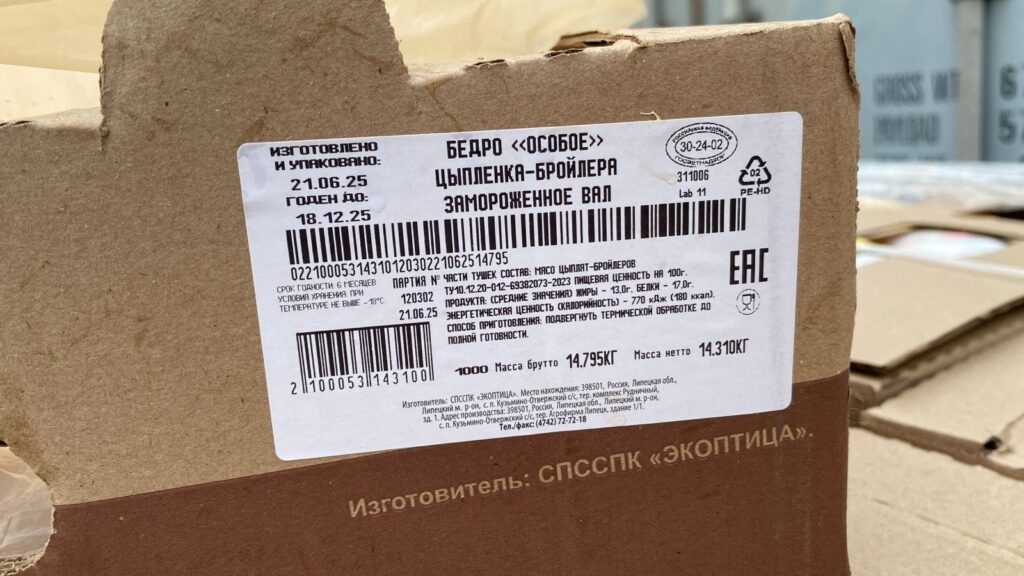 ИЗГОТОВЛЕНО
И УПАКОВАНО:
21.06.25
ГОДЕН ДО:
18.12.25
БЕДРО <<ОСОБОЕ>>
ЦЫПЛЕНКА-БРОЙЛЕРА
ЗАМОРОЖЕННОЕ ВАЛ
РОССИЙСКАЯ ФЕДЕРАЦИЯ
30-24-02
ГОСВЕТНАДЗОР
311006
Lab 11
02
PE-HD
0221000531431012030221062514795
СРОК ГОДНОСТИ: 6 МЕСЯЦЕВ
УСЛОВИЯ ХРАНЕНИЯ: ПРИ
ТЕМПЕРАТУРЕ НЕ ВЫШЕ -18°С.
ПАРТИЯ №
120302
21.06.25
ЧАСТИ ТУШЕК СОСТАВ: МЯСО ЦЫПЛЯТ-БРОЙЛЕРОВ
ТУ10.12.20-012-69382073-2023 ПИЩЕВАЯ ЦЕННОСТЬ НА 100г.
ПРОДУКТА: (СРЕДНИЕ ЗНАЧЕНИЯ) ЖИРЫ - 13.0г. БЕЛКИ - 17.0г.
ЭНЕРГЕТИЧЕСКАЯ ЦЕННОСТЬ (КАЛОРИЙНОСТЬ) - 770 кДж (180 ккал).
СПОСОБ ПРИГОТОВЛЕНИЯ: ПОДВЕРГНУТЬ ТЕРМИЧЕСКОЙ ОБРАБОТКЕ ДО
ПОЛНОЙ ГОТОВНОСТИ.
EAC
2 100053 143100
1000 Масса брутто 14.795КГ Масса нетто 14.310КГ
Изготовитель: СПССПК «ЭКОПТИЦА». Место нахождения: 398501, Россия, Липецкая обл.,
Липецкий м. р-он, с. п. Кузьмино-Отвержский с/с, тер. комплекс Рудничный,
зд. 1. Адрес производства: 398501, Россия, Липецкая обл., Липецкий м. р-он,
с. п. Кузьмино-Отвержский с/с, тер. Агрофирма Липецк, здание 1/1.
Тел./факс: (4742) 72-72-18
Изготовитель: СПССПК «ЭКОПТИЦА».
GROSS